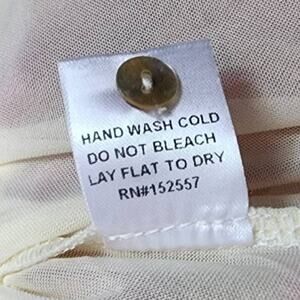 HAND WASH COLD
DO NOT BLEACH
LAY FLAT TO DRY
RN#152557